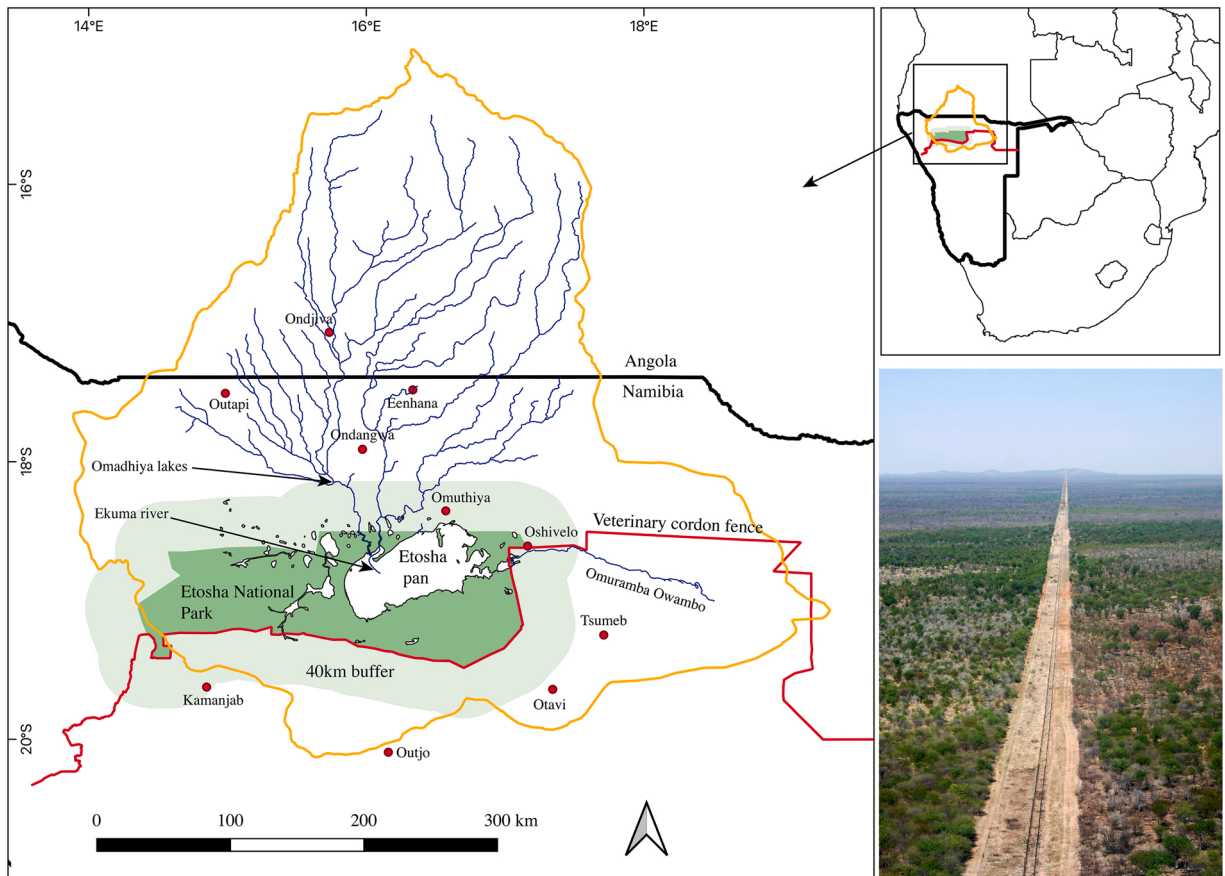 14°E
16°E
18°E
16°S
Ondjiva
Angola
Namibia
Outapi
Eenhana
Ondangwa
18°S
Omadhiya lakes
Ekuma river
Omuthiya
Oshivelo
Veterinary cordon fence
Etosha
pan
Etosha National
Park
Omuramba Owambo
Tsumeb
40km buffer
Kamanjab
Otavi
20°S
Outjo
0
100
200
300 km